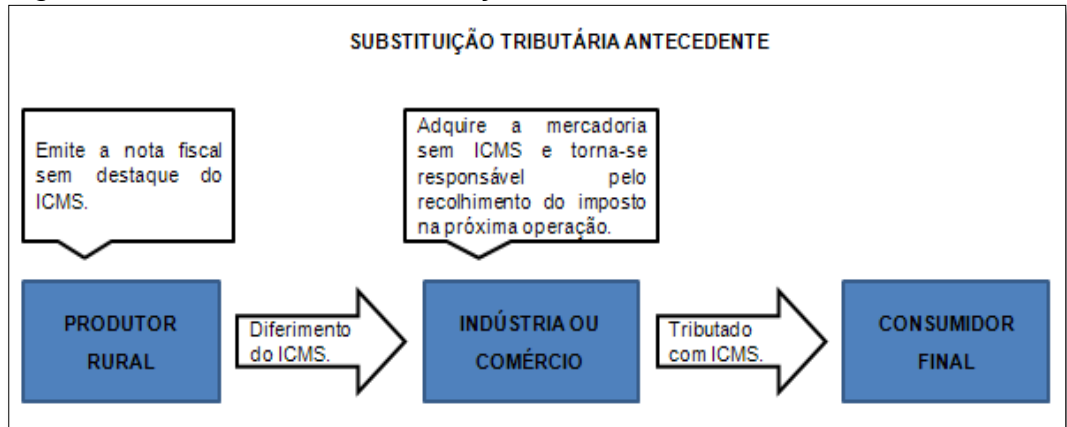 SUBSTITUIÇÃO TRIBUTÁRIA ANTECEDENTE
Emite a nota fiscal
sem destaque do
ICMS.
Adquire a mercadoria
sem ICMS e torna-se
responsável pelo
recolhimento do imposto
na próxima operação.
PRODUTOR
RURAL
Diferimento
do ICMS.
INDÚSTRIA OU
COMÉRCIO
Tributado
com ICMS.
CONSUMIDOR
FINAL